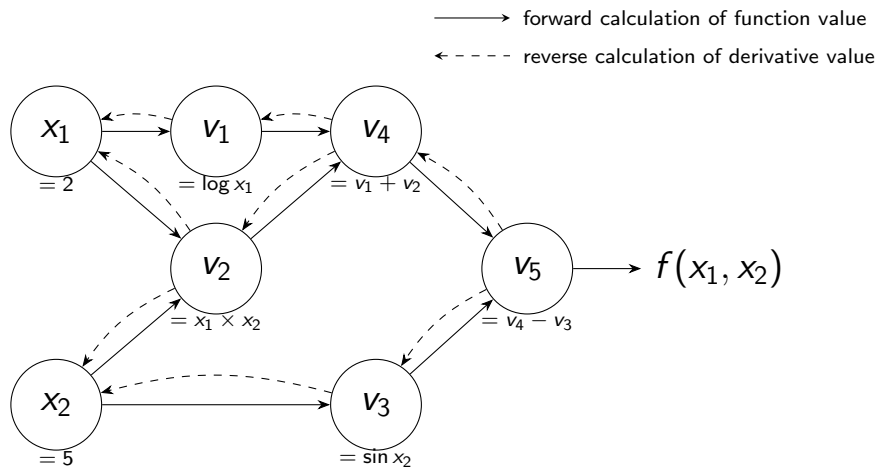 forward calculation of function value
reverse calculation of derivative value
x₁
= 2
v₁
= log x₁
v₄
= v₁ + v₂
v₂
= x₁ × x₂
v₅
= v₄ − v₃
f(x₁, x₂)
x₂
= 5
v₃
= sin x₂